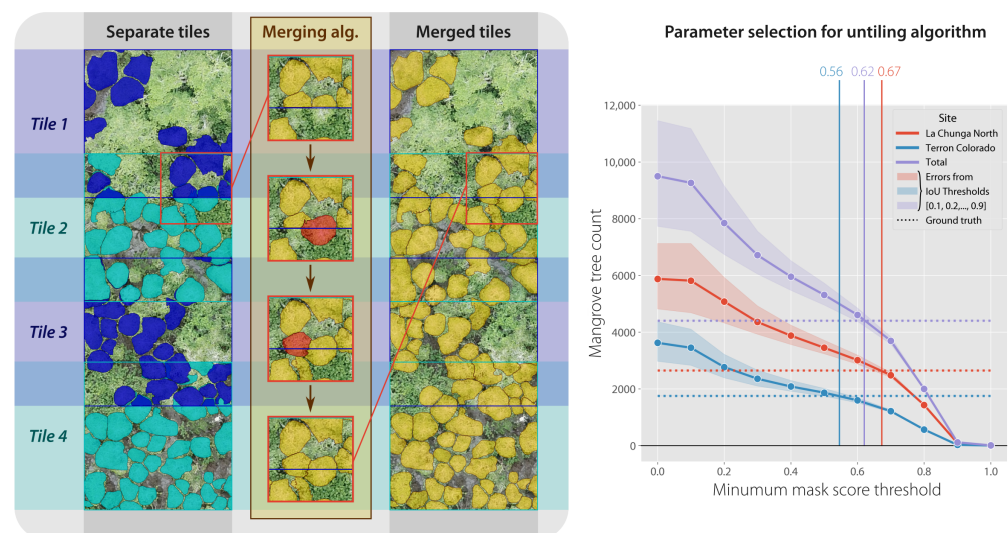 Separate tiles
Merging alg.
Merged tiles
Tile 1
Tile 2
Tile 3
Tile 4
Parameter selection for untiling algorithm
0.56
0.62
0.67
Mangrove tree count
12,000
10,000
8000
6000
4000
2000
0
Site
La Chunga North
Terron Colorado
Total
Errors from
IoU Thresholds
[0.1, 0.2,..., 0.9]
Ground truth
0.0
0.2
0.4
0.6
0.8
1.0
Minumum mask score threshold